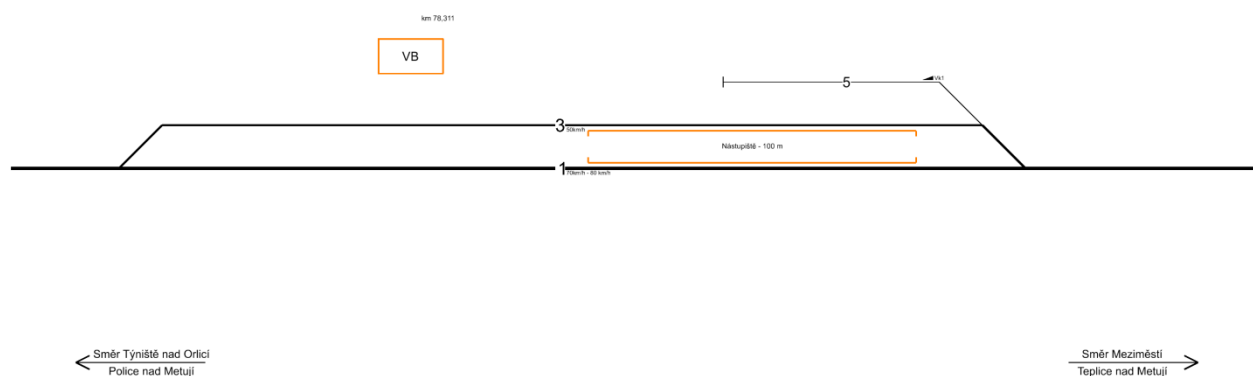 km 78,311
VB
5
Vk1
3
50km/h
Nástupiště - 100 m
1
70km/h - 80 km/h
Směr Týniště nad Orlicí
Police nad Metují
Směr Meziměstí
Teplice nad Metují